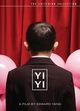 THE CRITERION COLLECTION
YI
YI
A FILM BY EDWARD YANG